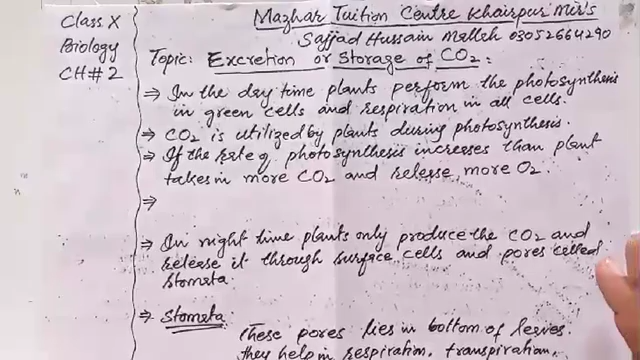 Class X
Biology
CH#2
Mazhar Tuition Centre Khairpur Mir's
Sajjad Hussain Malleh 03052664290
Topic: Excretion or Storage of CO2:
⇒ In the day time plants perform the photosynthesis
in green cells and respiration in all cells.
⇒ CO2 is utilized by plants during photosynthesis.
⇒ If the rate of photosynthesis increases than plant
takes in more CO2 and release more O2.
⇒
⇒ In night time plants only produce the CO2 and
release it through surface cells and pores called
stomata
⇒ Stomata:
These pores lies in bottom of leaves.
they help in respiration, transpiration,